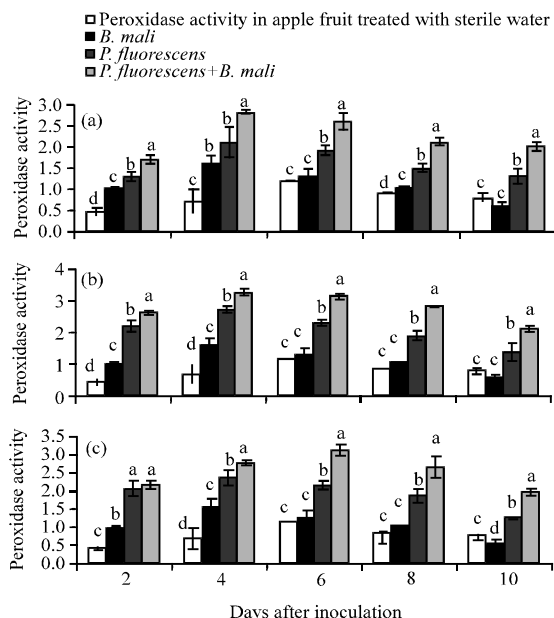 Peroxidase activity in apple fruit treated with sterile water
B. mali
P. fluorescens
P. fluorescens+B. mali
(a)
Peroxidase activity
3.0
2.5
2.0
1.5
1.0
0.5
0.0
d c b a
c b b a
c c b a
d c b a
c c b a
(b)
Peroxidase activity
4
3
2
1
0
d c b a
d c b a
c c b a
c c b a
c c b a
(c)
Peroxidase activity
3.5
3.0
2.5
2.0
1.5
1.0
0.5
0.0
c b a a
d c b a
c c b a
c c b a
c d b a
2 4 6 8 10
Davs after inoculation